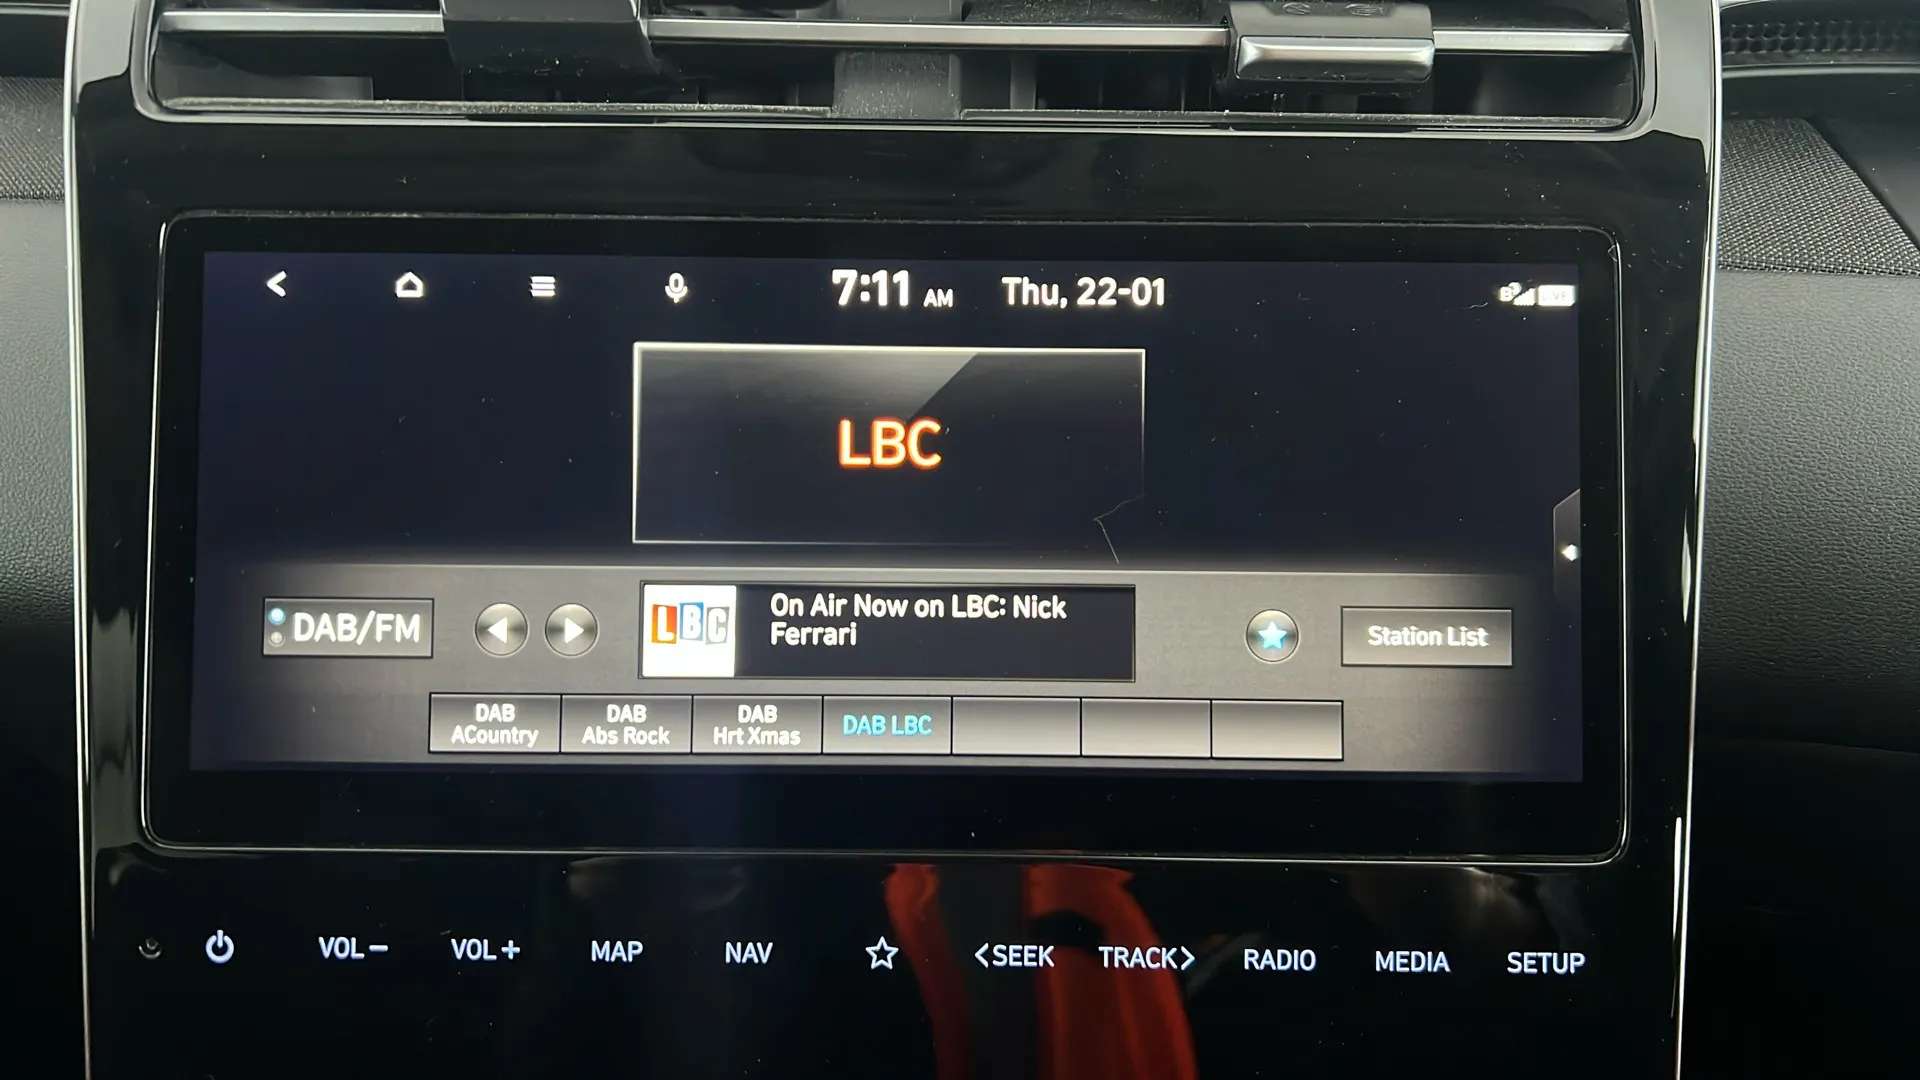 7:11 AM Thu, 22-01
LIVE
LBC
DAB/FM
LBC
On Air Now on LBC: Nick
Ferrari
Station List
DAB
ACountry
DAB
Abs Rock
DAB
Hrt Xmas
DAB LBC
VOL− VOL+ MAP NAV <SEEK TRACK> RADIO MEDIA SETUP